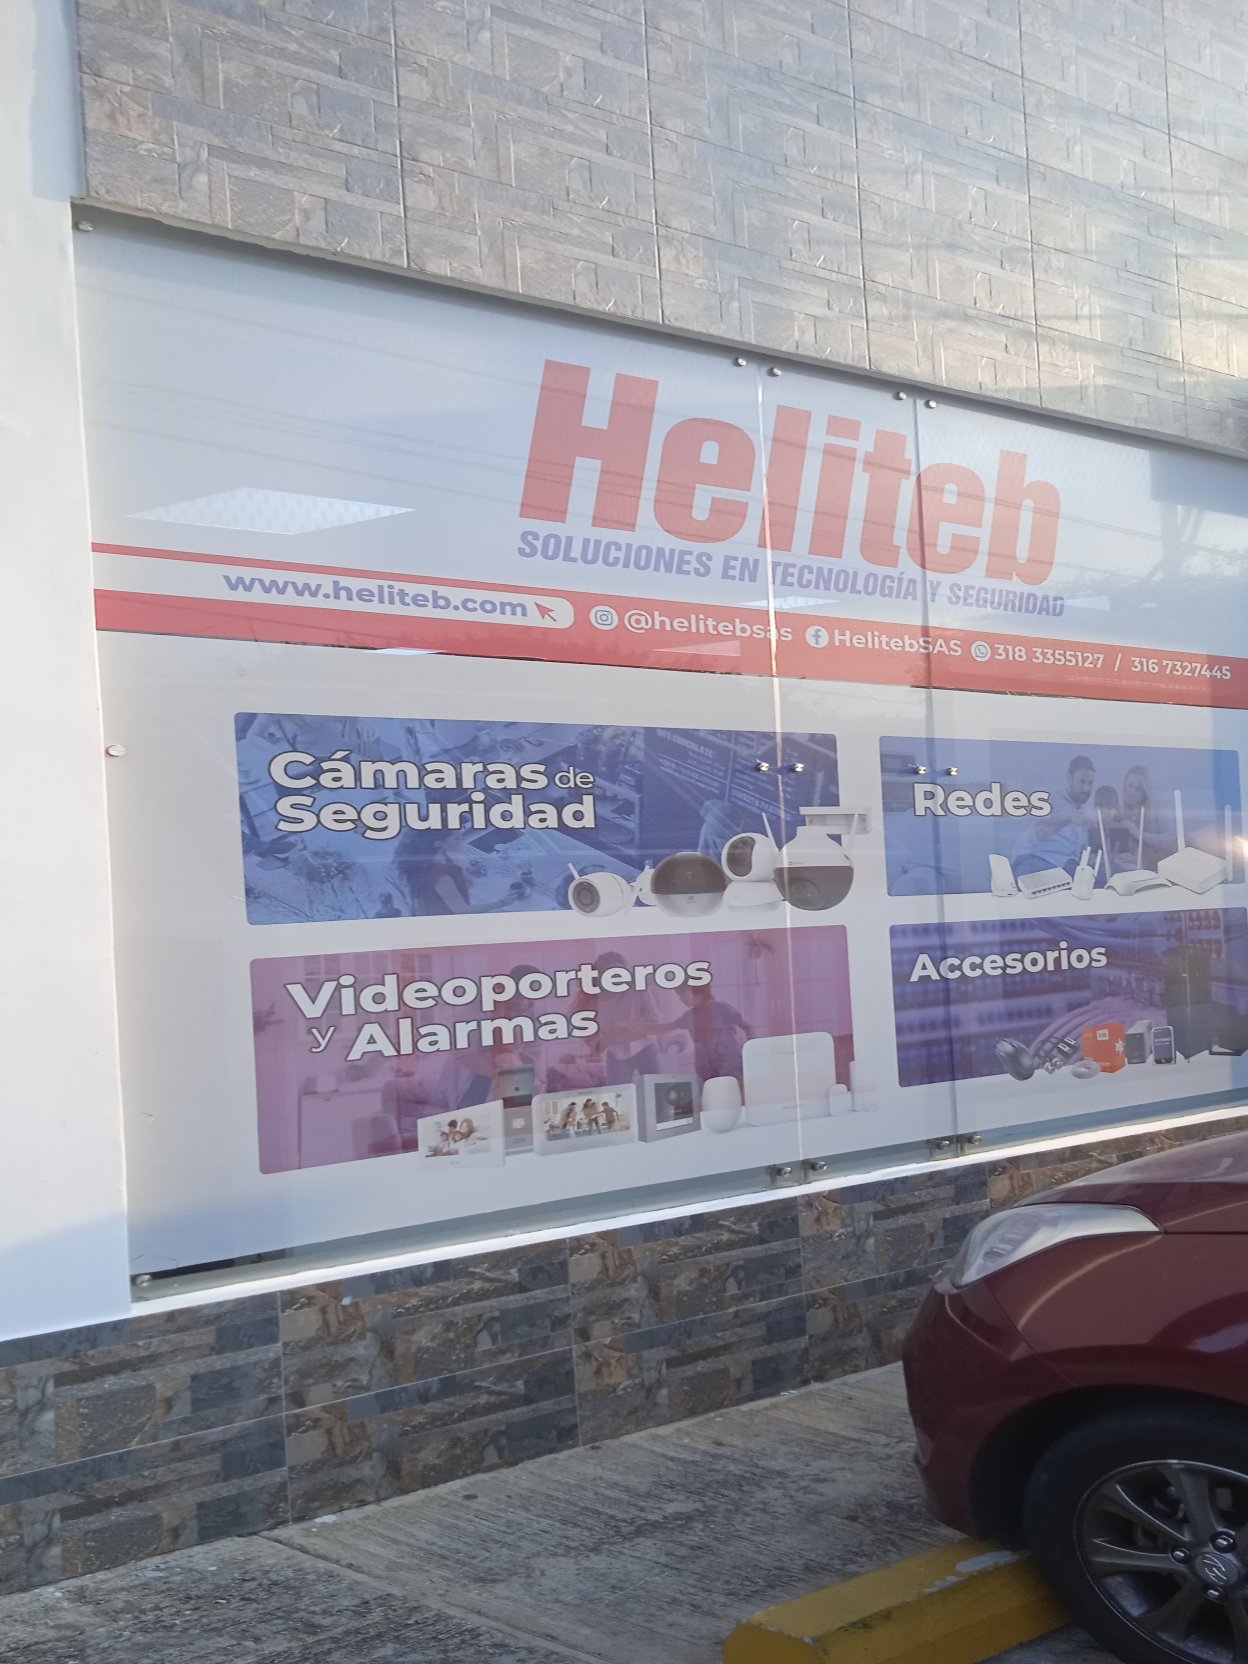 Heliteb
SOLUCIONES EN TECNOLOGÍA Y SEGURIDAD
www.heliteb.com @helitebsas HelitebSAS 318 3355127 / 316 7327445
Cámaras de
Seguridad
Redes
Videoporteros
y Alarmas
Accesorios